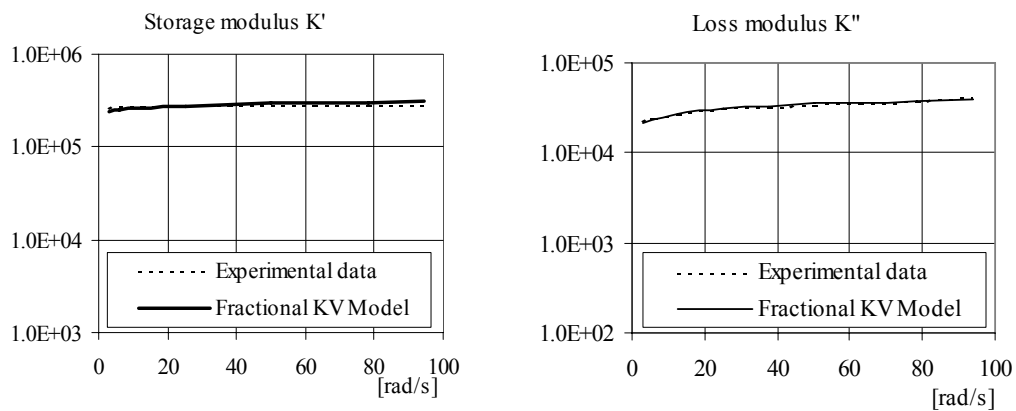 Storage modulus K'
1.0E+06
1.0E+05
1.0E+04
1.0E+03
Experimental data
Fractional KV Model
0 20 40 60 80 100
[rad/s]
Loss modulus K"
1.0E+05
1.0E+04
1.0E+03
1.0E+02
Experimental data
Fractional KV Model
0 20 40 60 80 100
[rad/s]